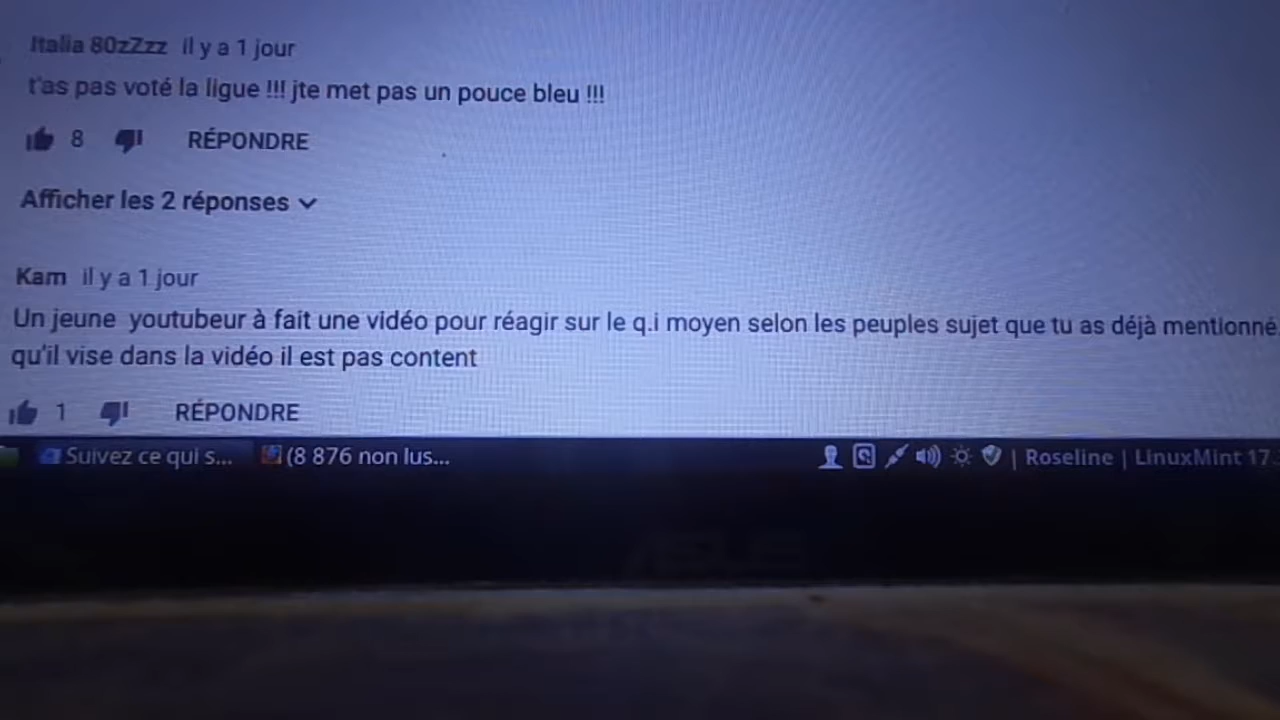 Italia 80zZzz il y a 1 jour
t'as pas voté la ligue !!! jte met pas un pouce bleu !!!
8 RÉPONDRE
Afficher les 2 réponses
Kam il y a 1 jour
Un jeune youtubeur à fait une vidéo pour réagir sur le q.i moyen selon les peuples sujet que tu as déjà mentionné
qu'il vise dans la vidéo il est pas content
1 RÉPONDRE
Suivez ce qui s... (8 876 non lus... | Roseline | LinuxMint 17
ASUS